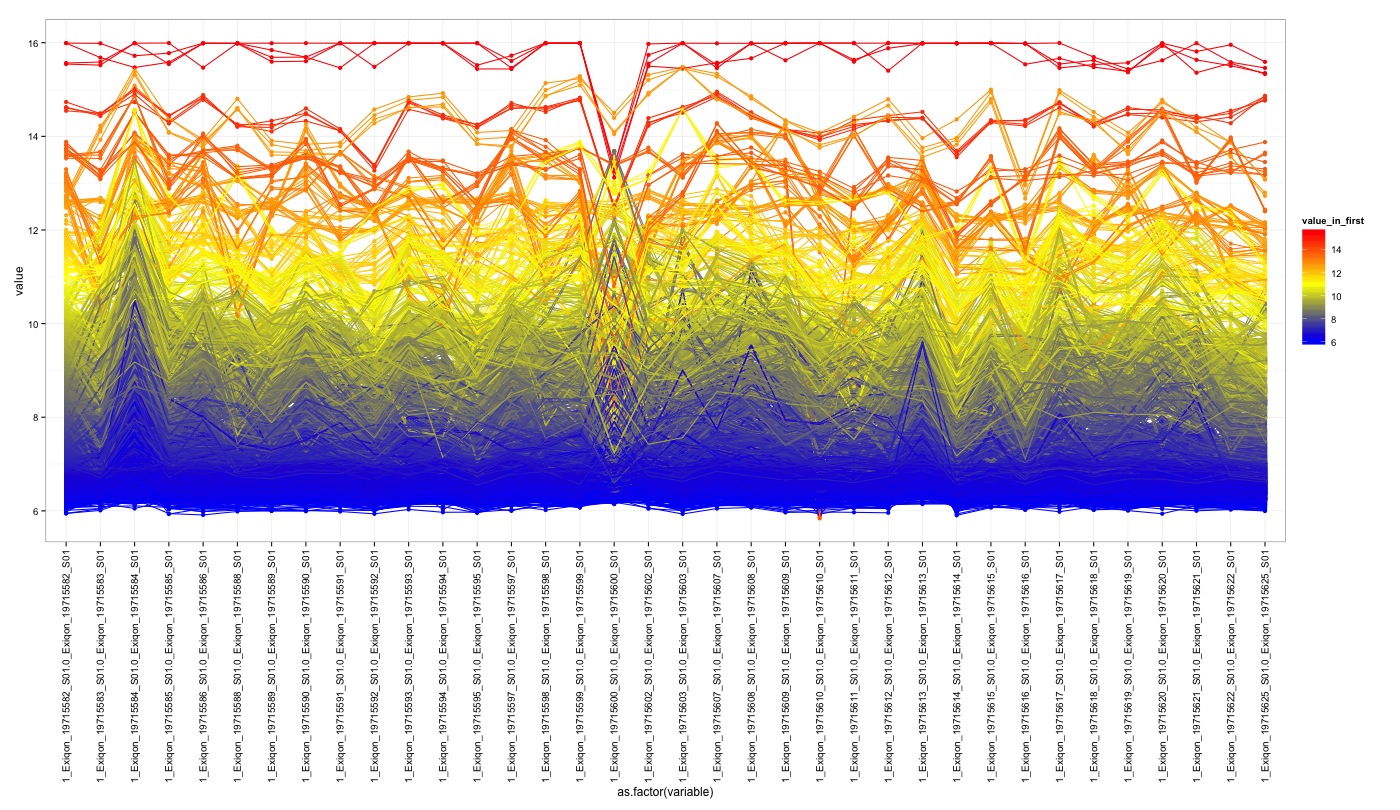 16
14
12
10
8
6
value
1_Exiqon_19715582_S01.0_Exiqon_19715582_S01
1_Exiqon_19715583_S01.0_Exiqon_19715583_S01
1_Exiqon_19715584_S01.0_Exiqon_19715584_S01
1_Exiqon_19715585_S01.0_Exiqon_19715585_S01
1_Exiqon_19715586_S01.0_Exiqon_19715586_S01
1_Exiqon_19715588_S01.0_Exiqon_19715588_S01
1_Exiqon_19715589_S01.0_Exiqon_19715589_S01
1_Exiqon_19715590_S01.0_Exiqon_19715590_S01
1_Exiqon_19715591_S01.0_Exiqon_19715591_S01
1_Exiqon_19715592_S01.0_Exiqon_19715592_S01
1_Exiqon_19715593_S01.0_Exiqon_19715593_S01
1_Exiqon_19715594_S01.0_Exiqon_19715594_S01
1_Exiqon_19715595_S01.0_Exiqon_19715595_S01
1_Exiqon_19715597_S01.0_Exiqon_19715597_S01
1_Exiqon_19715598_S01.0_Exiqon_19715598_S01
1_Exiqon_19715599_S01.0_Exiqon_19715599_S01
1_Exiqon_19715600_S01.0_Exiqon_19715600_S01
1_Exiqon_19715602_S01.0_Exiqon_19715602_S01
1_Exiqon_19715603_S01.0_Exiqon_19715603_S01
1_Exiqon_19715607_S01.0_Exiqon_19715607_S01
1_Exiqon_19715608_S01.0_Exiqon_19715608_S01
1_Exiqon_19715609_S01.0_Exiqon_19715609_S01
1_Exiqon_19715610_S01.0_Exiqon_19715610_S01
1_Exiqon_19715611_S01.0_Exiqon_19715611_S01
1_Exiqon_19715612_S01.0_Exiqon_19715612_S01
1_Exiqon_19715613_S01.0_Exiqon_19715613_S01
1_Exiqon_19715614_S01.0_Exiqon_19715614_S01
1_Exiqon_19715615_S01.0_Exiqon_19715615_S01
1_Exiqon_19715616_S01.0_Exiqon_19715616_S01
1_Exiqon_19715617_S01.0_Exiqon_19715617_S01
1_Exiqon_19715618_S01.0_Exiqon_19715618_S01
1_Exiqon_19715619_S01.0_Exiqon_19715619_S01
1_Exiqon_19715620_S01.0_Exiqon_19715620_S01
1_Exiqon_19715621_S01.0_Exiqon_19715621_S01
1_Exiqon_19715622_S01.0_Exiqon_19715622_S01
1_Exiqon_19715625_S01.0_Exiqon_19715625_S01
as.factor(variable)
value_in_first
14
12
10
8
6